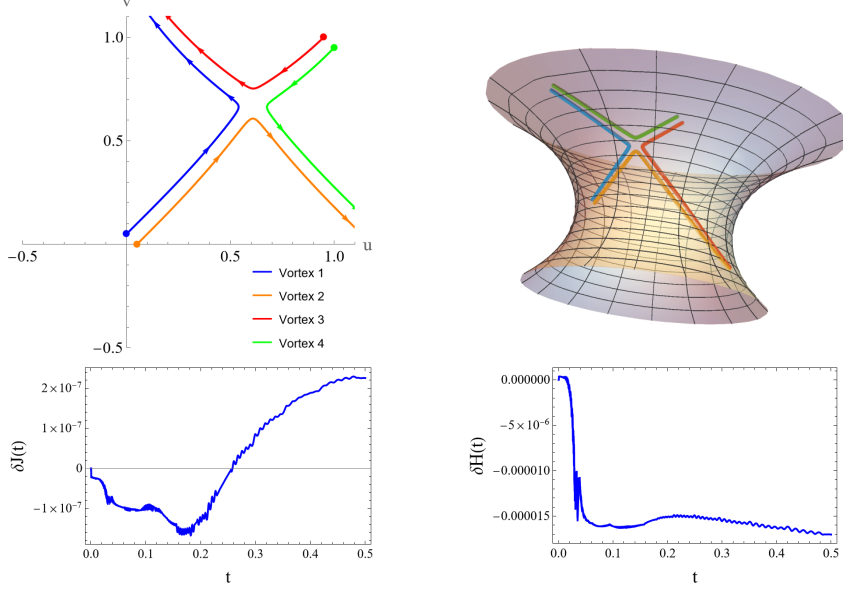 v
1.0
0.5
-0.5
0.5
1.0
u
-0.5
Vortex 1
Vortex 2
Vortex 3
Vortex 4
δJ(t)
2×10⁻⁷
1×10⁻⁷
0
-1×10⁻⁷
0.0 0.1 0.2 0.3 0.4 0.5
t
δH(t)
0.000000
-5×10⁻⁶
-0.000010
-0.000015
0.0 0.1 0.2 0.3 0.4 0.5
t